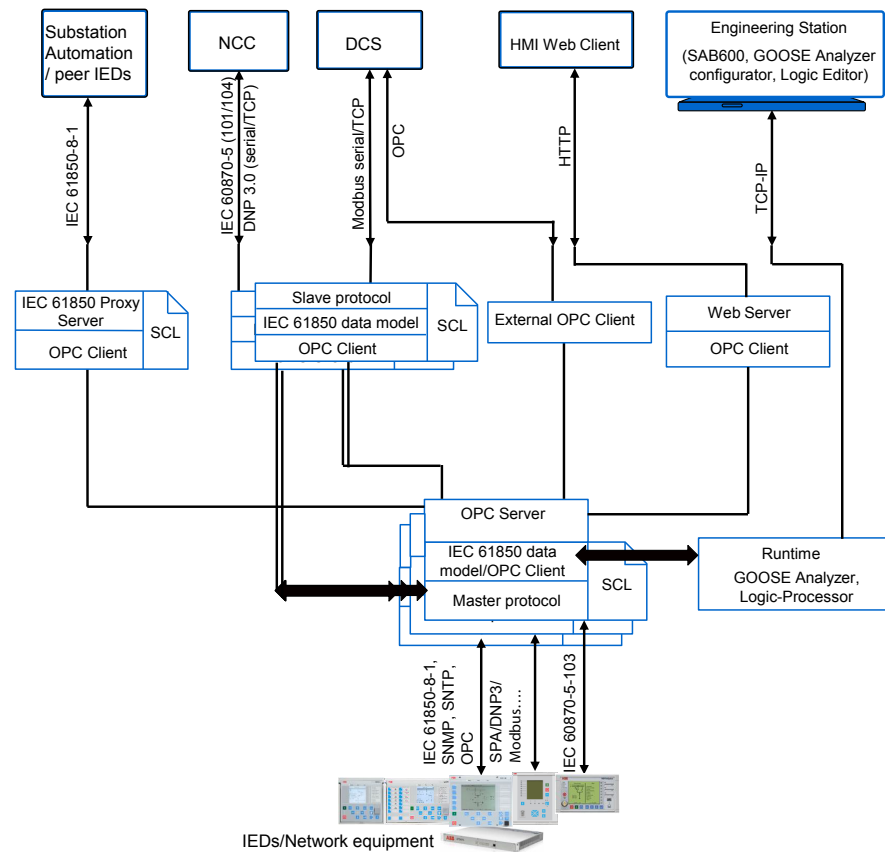 Substation
Automation
/ peer IEDs
NCC
DCS
HMI Web Client
Engineering Station
(SAB600, GOOSE Analyzer
configurator, Logic Editor)
IEC 61850-8-1
IEC 60870-5 (101/104)
DNP 3.0 (serial/TCP)
Modbus serial/TCP
OPC
HTTP
TCP-IP
IEC 61850 Proxy
Server
OPC Client
SCL
Slave protocol
IEC 61850 data model
OPC Client
SCL
External OPC Client
Web Server
OPC Client
OPC Server
IEC 61850 data
model/OPC Client
Master protocol
SCL
Runtime
GOOSE Analyzer,
Logic-Processor
IEC 61850-8-1,
SNMP, SNTP,
OPC
SPA/DNP3/
Modbus....
IEC 60870-5-103
IEDs/Network equipment